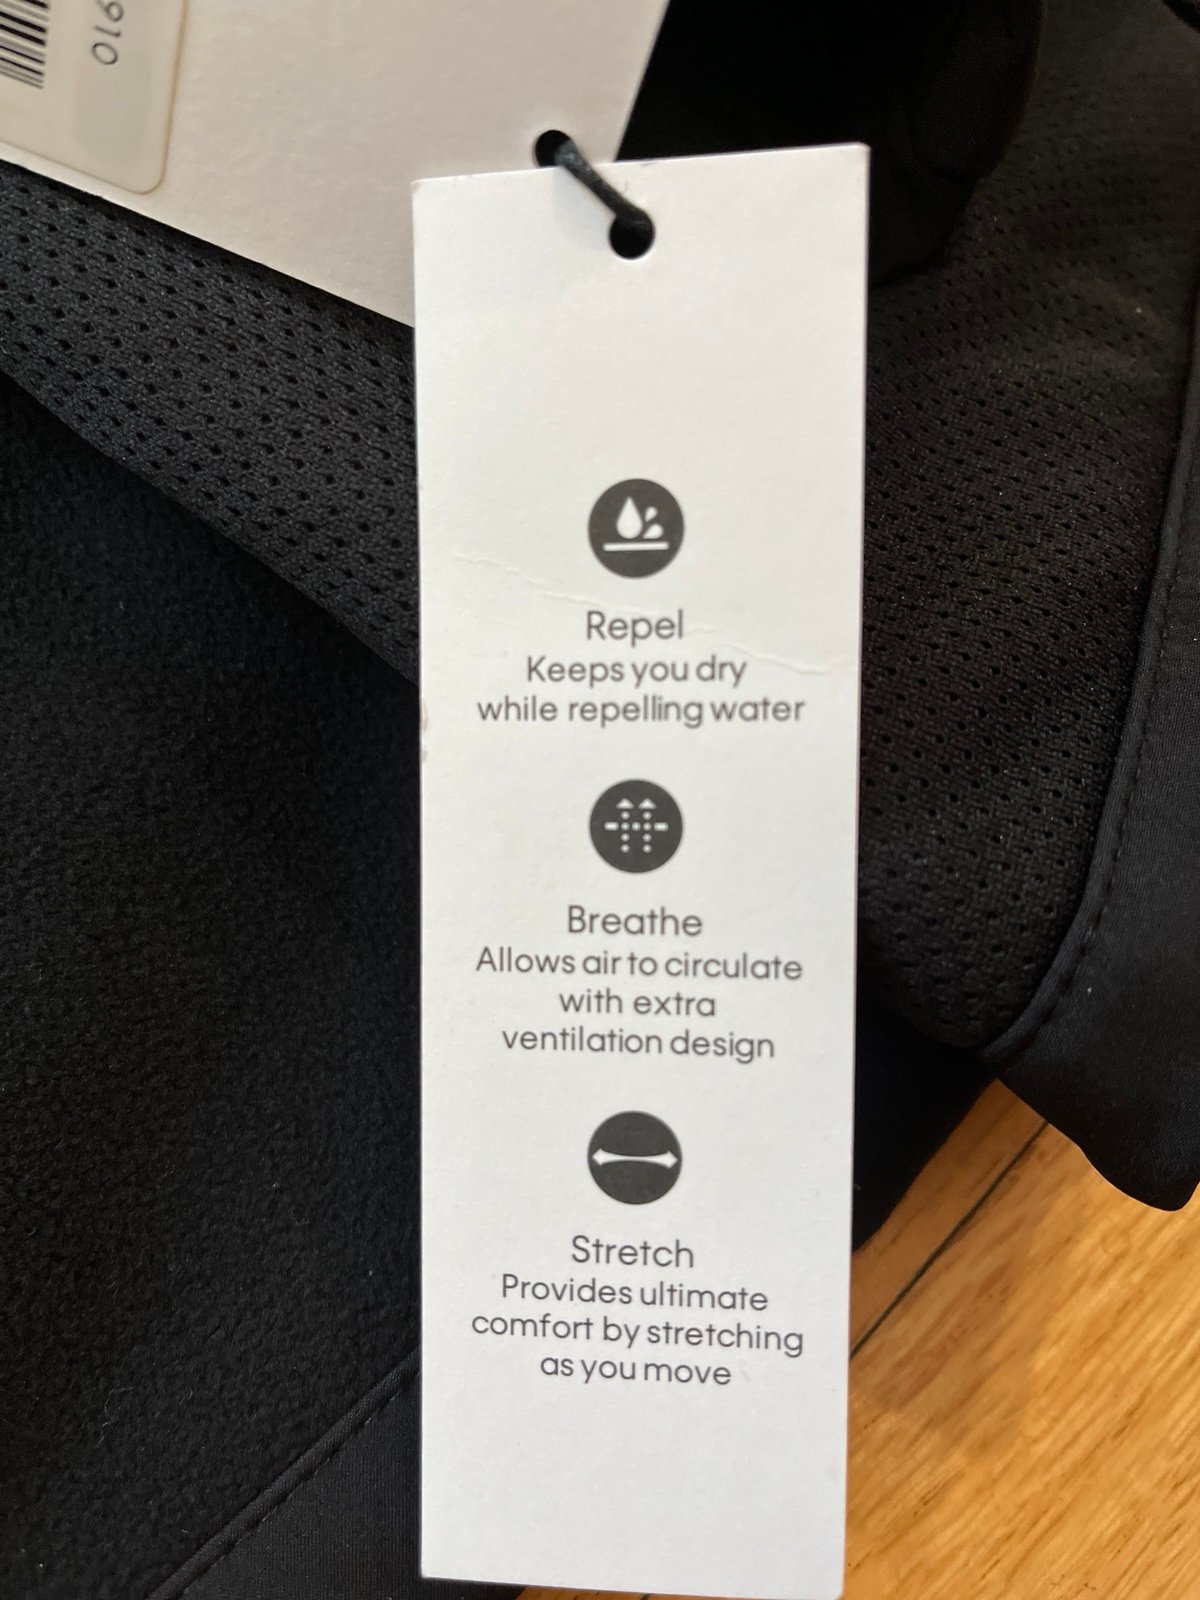 910
Repel
Keeps you dry
while repelling water
Breathe
Allows air to circulate
with extra
ventilation design
Stretch
Provides ultimate
comfort by stretching
as you move